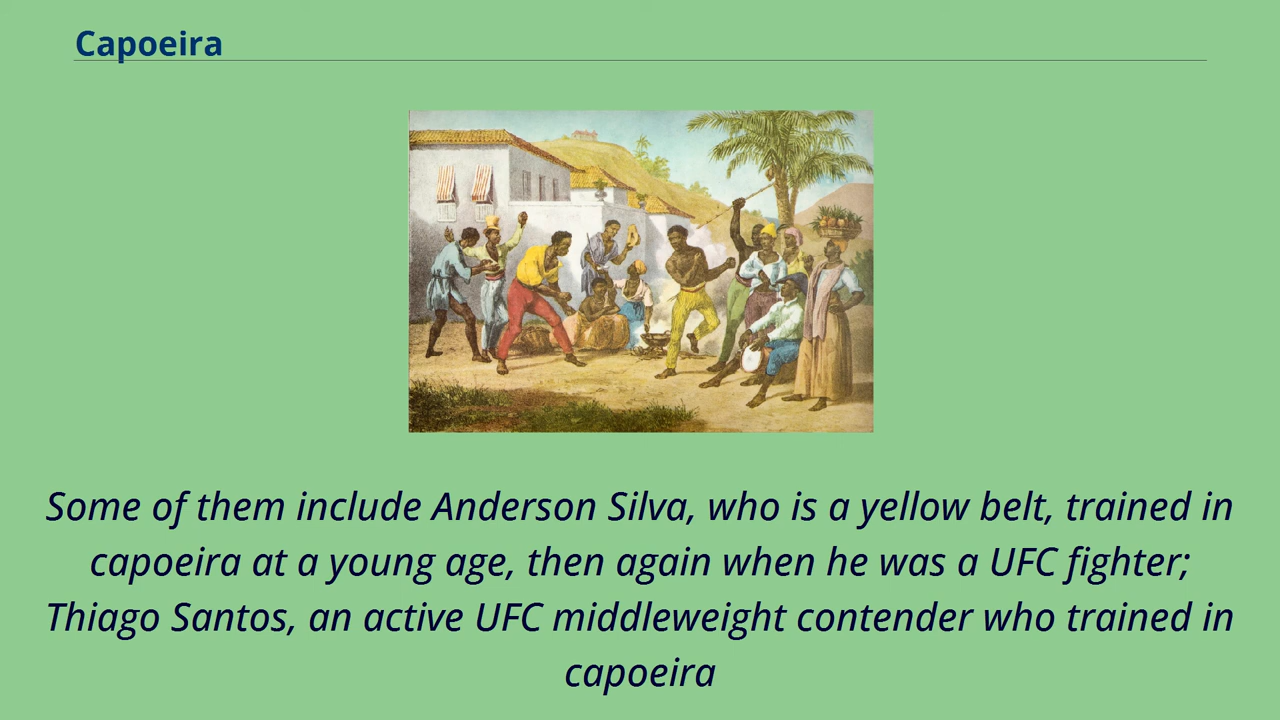 Capoeira
Some of them include Anderson Silva, who is a yellow belt, trained in
capoeira at a young age, then again when he was a UFC fighter;
Thiago Santos, an active UFC middleweight contender who trained in
capoeira